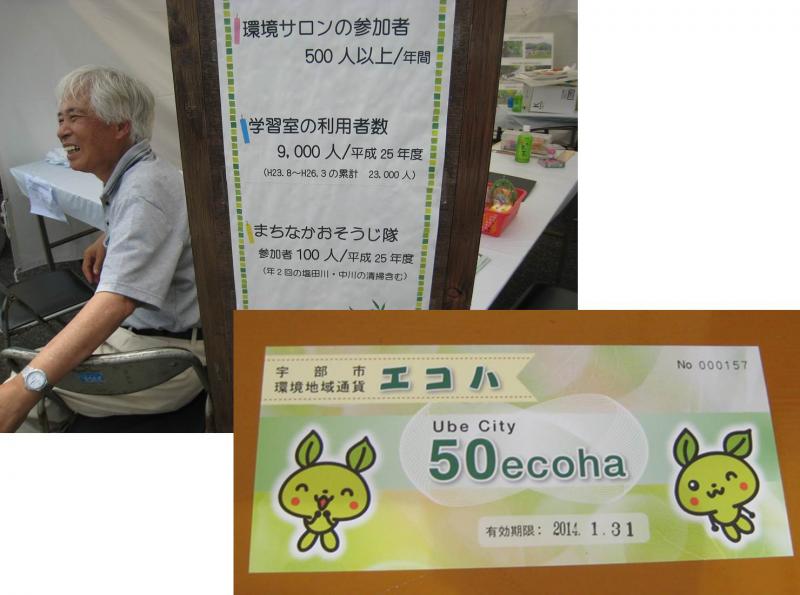 環境サロンの参加者
500人以上/年間
学習室の利用者数
9,000人/平成25年度
(H23.8～H26.3の累計 23,000人)
まちなかおそうじ隊
参加者100人/平成25年度
(年2回の塩田川・中川の清掃含む)
宇部市
環境地域通貨 エコハ
No 000157
Ube City
50ecoha
有効期限: 2014. 1. 31